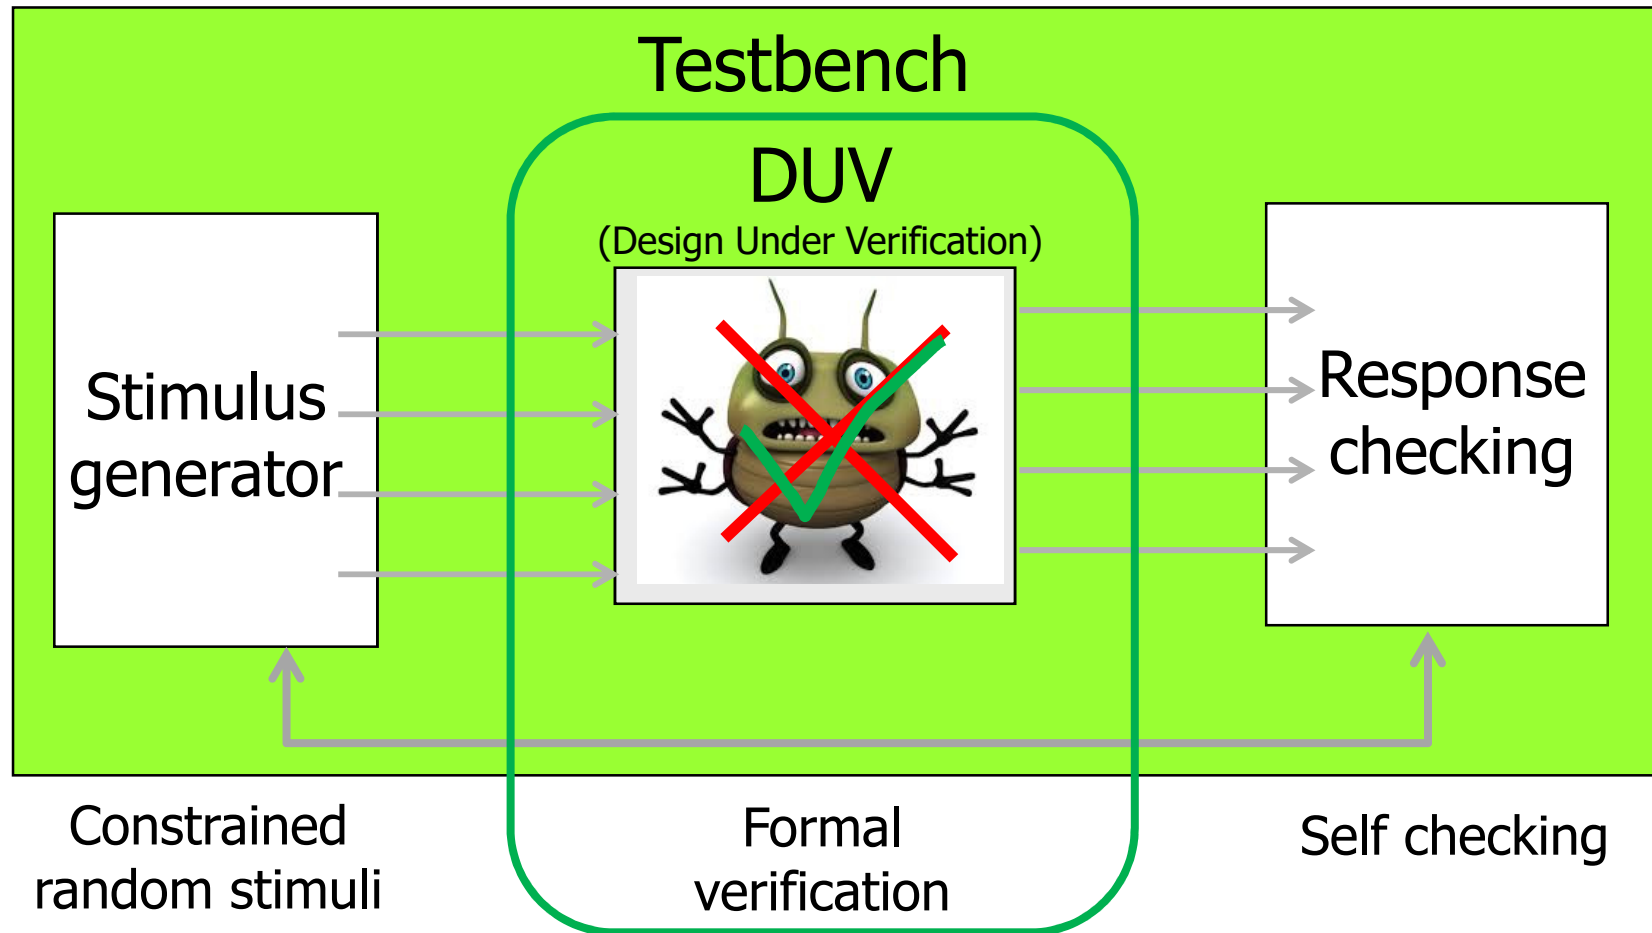 Testbench
DUV
(Design Under Verification)
Stimulus
generator
Response
checking
Constrained
random stimuli
Formal
verification
Self checking